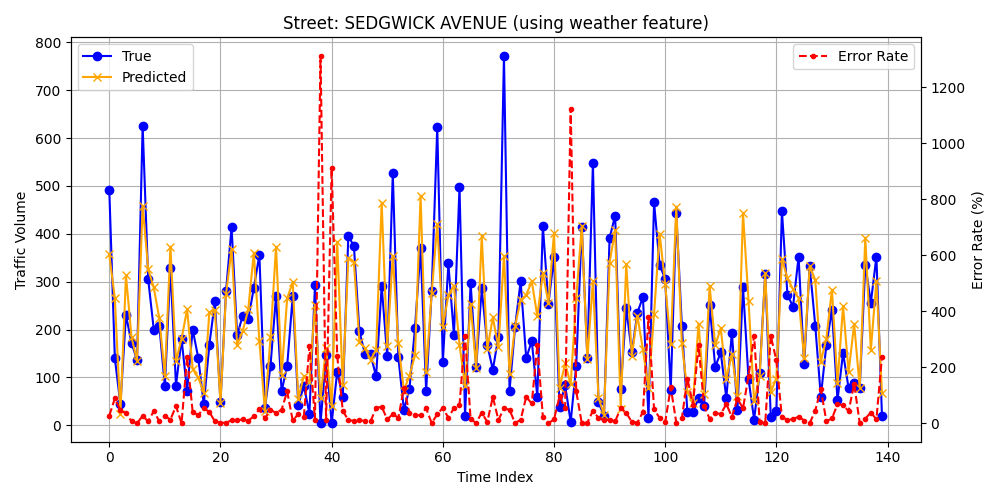 Street: SEDGWICK AVENUE (using weather feature)
True
Predicted
Error Rate
Traffic Volume
800
700
600
500
400
300
200
100
0
1200
1000
800
600
400
200
0
Error Rate (%)
0 20 40 60 80 100 120 140
Time Index